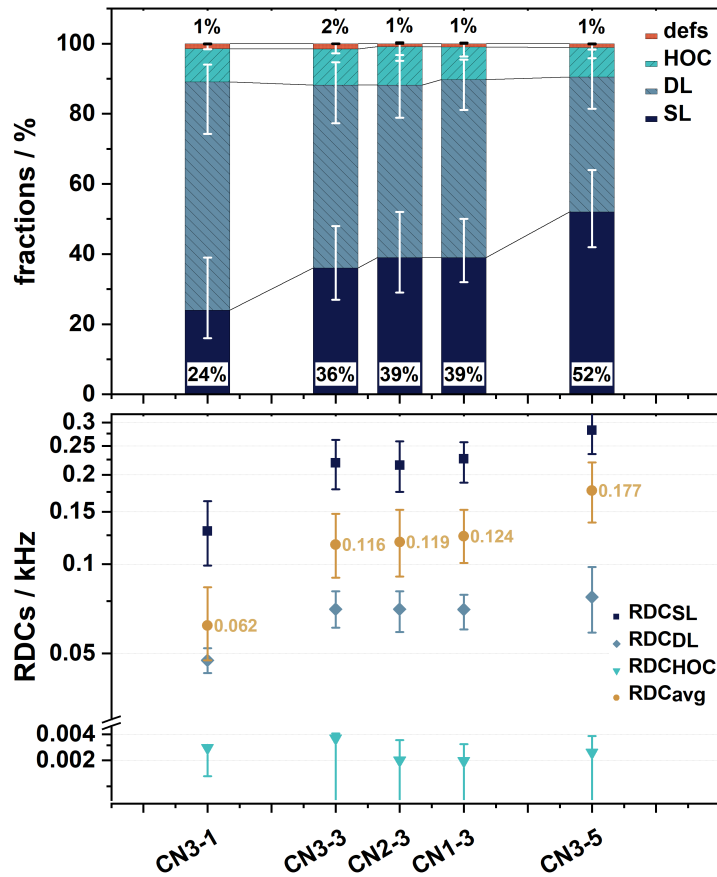 1% 2% 1% 1% 1%
defs
HOC
DL
SL
fractions / %
100
80
60
40
20
0
24% 36% 39% 39% 52%
RDCs / kHz
0.3
0.25
0.2
0.15
0.1
0.05
0.004
0.002
0.062
0.116
0.119
0.124
0.177
RDCSL
RDCDL
RDCHOC
RDCavg
CN3-1 CN3-3 CN2-3 CN1-3 CN3-5